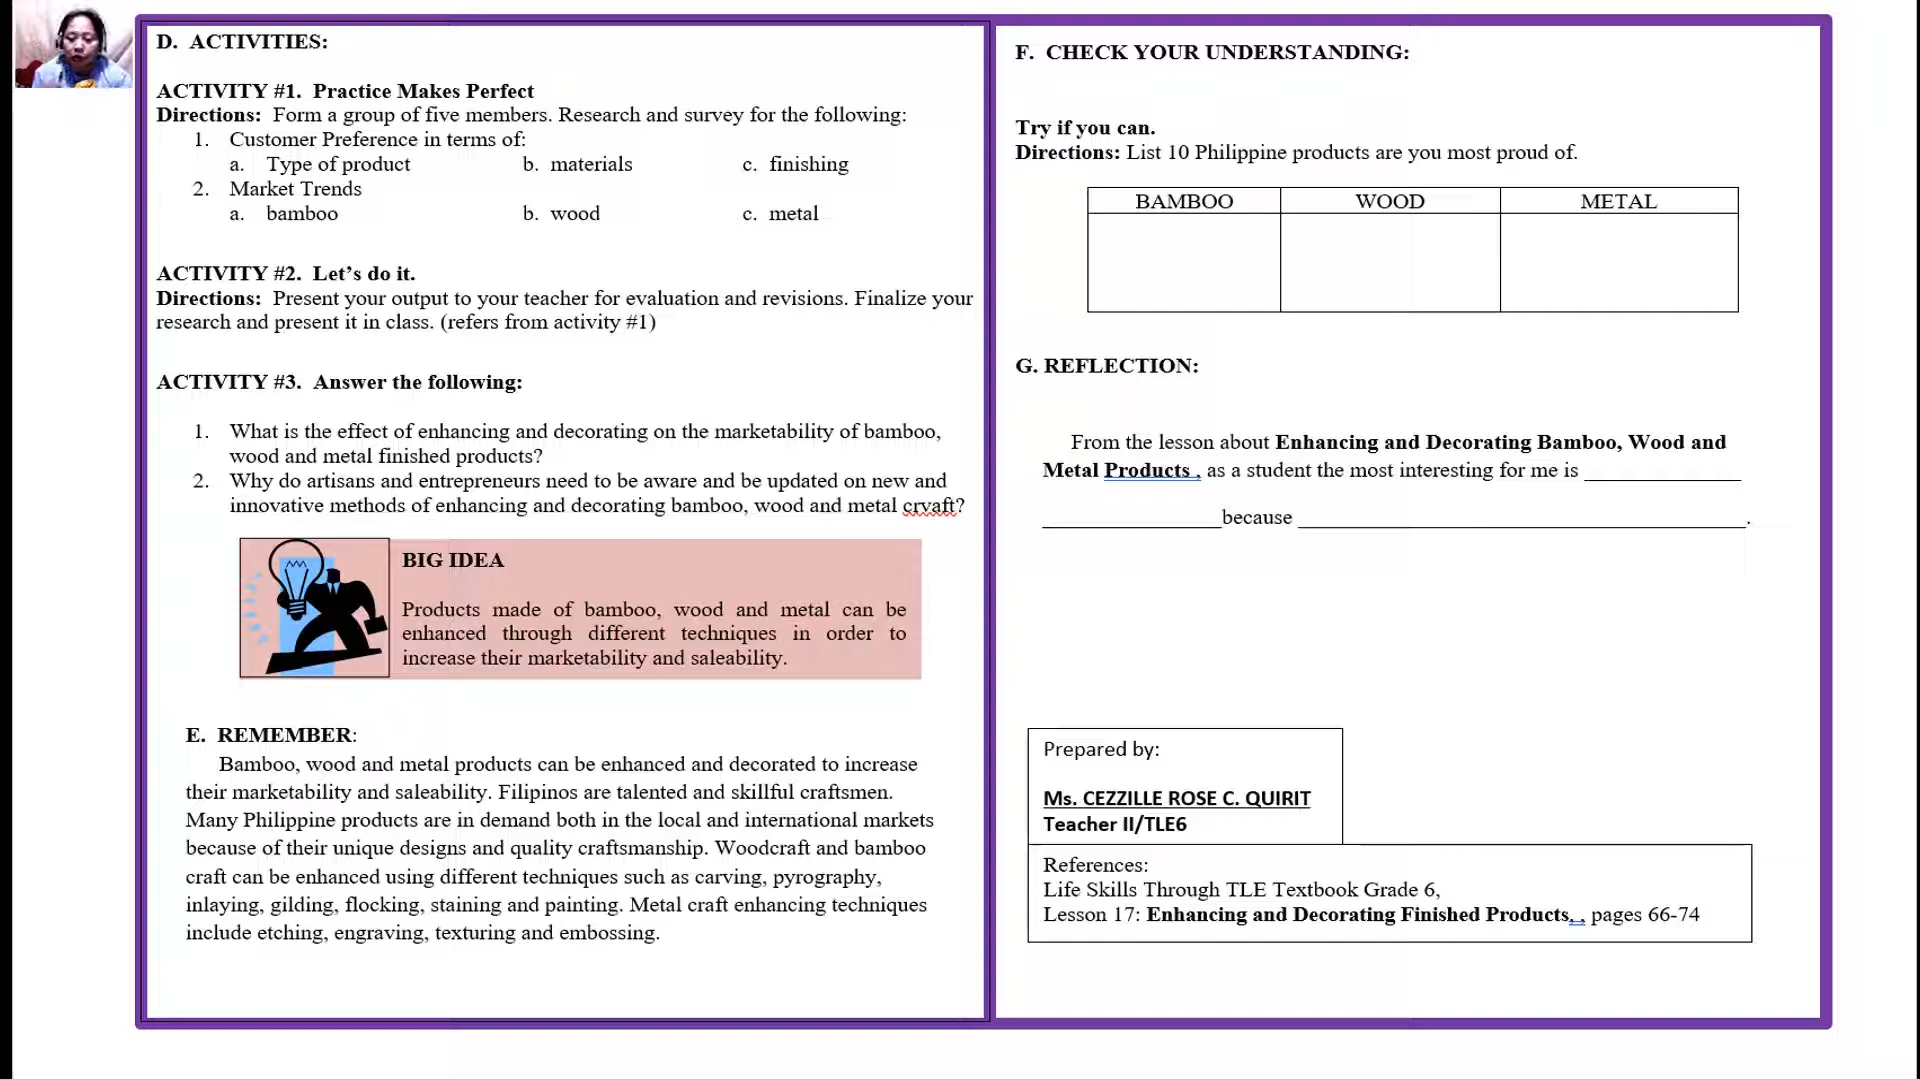 D. ACTIVITIES:
ACTIVITY #1. Practice Makes Perfect
Directions: Form a group of five members. Research and survey for the following:
1. Customer Preference in terms of:
a. Type of product b. materials c. finishing
2. Market Trends
a. bamboo b. wood c. metal
ACTIVITY #2. Let's do it.
Directions: Present your output to your teacher for evaluation and revisions. Finalize your
research and present it in class. (refers from activity #1)
ACTIVITY #3. Answer the following:
1. What is the effect of enhancing and decorating on the marketability of bamboo,
wood and metal finished products?
2. Why do artisans and entrepreneurs need to be aware and be updated on new and
innovative methods of enhancing and decorating bamboo, wood and metal crvaft?
BIG IDEA
Products made of bamboo, wood and metal can be
enhanced through different techniques in order to
increase their marketability and saleability.
E. REMEMBER:
Bamboo, wood and metal products can be enhanced and decorated to increase
their marketability and saleability. Filipinos are talented and skillful craftsmen.
Many Philippine products are in demand both in the local and international markets
because of their unique designs and quality craftsmanship. Woodcraft and bamboo
craft can be enhanced using different techniques such as carving, pyrography,
inlaying, gilding, flocking, staining and painting. Metal craft enhancing techniques
include etching, engraving, texturing and embossing.
F. CHECK YOUR UNDERSTANDING:
Try if you can.
Directions: List 10 Philippine products are you most proud of.
BAMBOO WOOD METAL
G. REFLECTION:
From the lesson about Enhancing and Decorating Bamboo, Wood and
Metal Products , as a student the most interesting for me is ______________
________________because ________________________________________.
Prepared by:
Ms. CEZZILLE ROSE C. QUIRIT
Teacher II/TLE6
References:
Life Skills Through TLE Textbook Grade 6,
Lesson 17: Enhancing and Decorating Finished Products, , pages 66-74